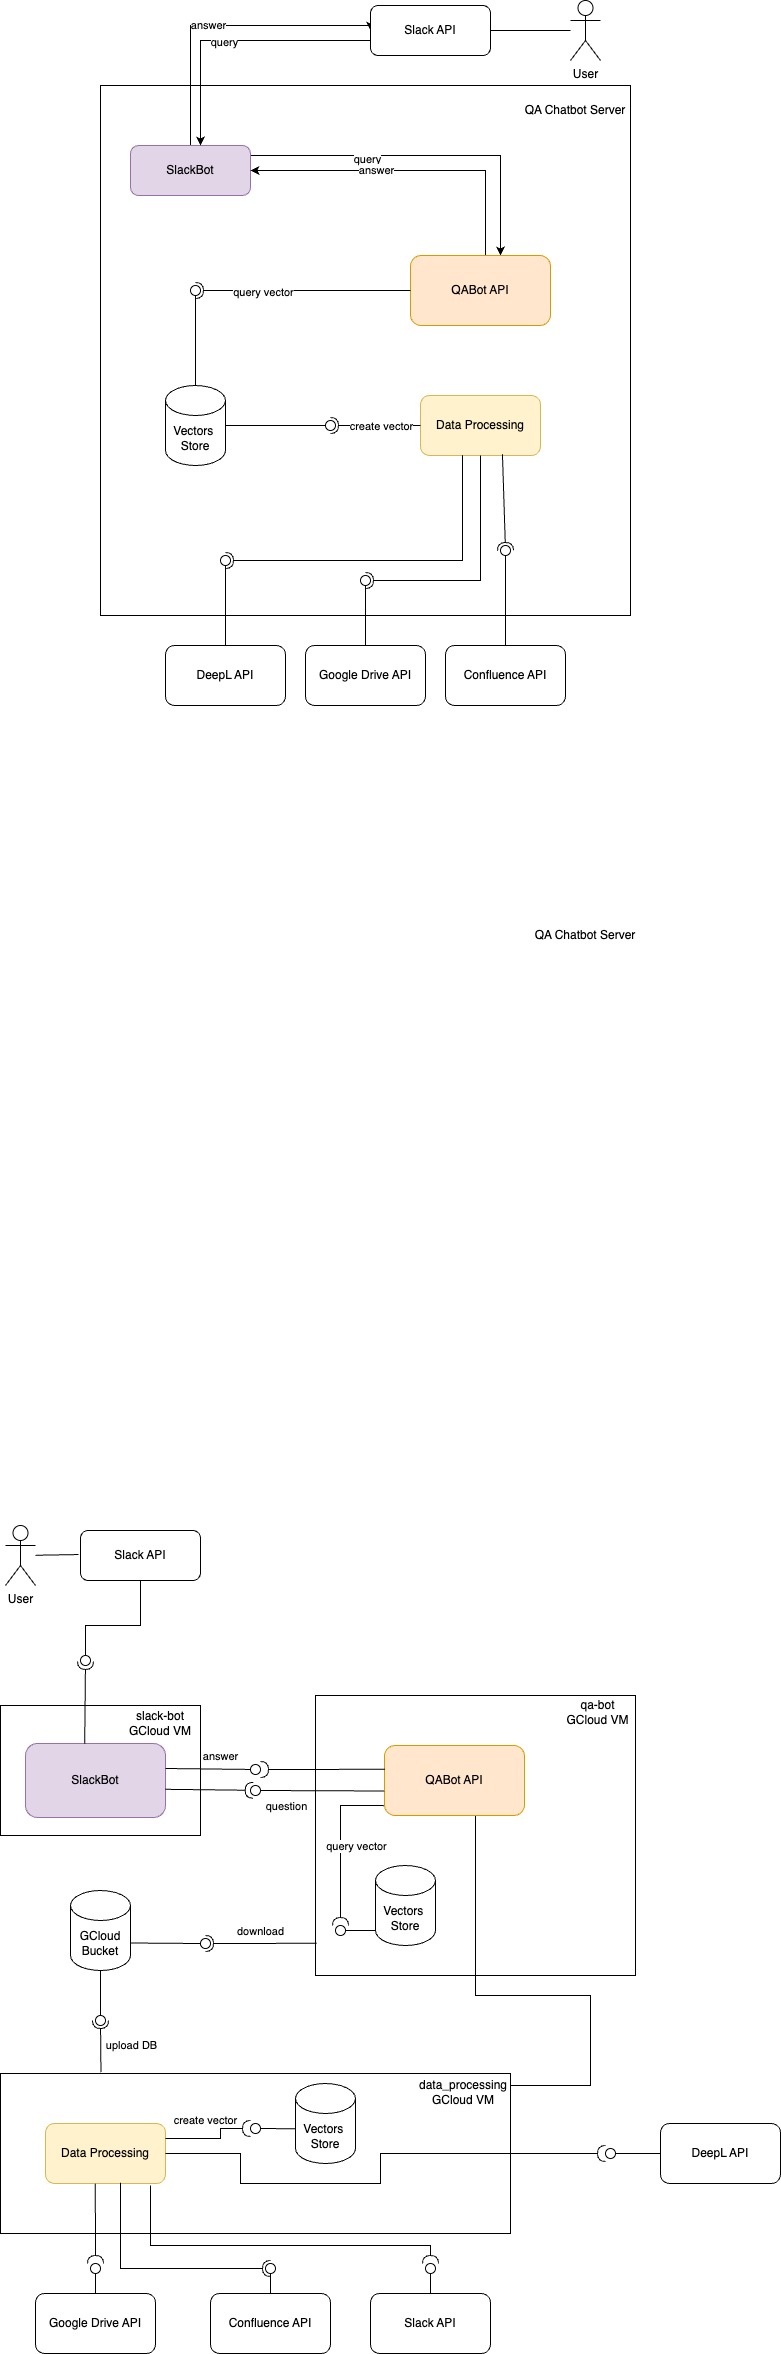 answer
query
Slack API
User
QA Chatbot Server
SlackBot
query
answer
QABot API
query vector
Vectors
Store
create vector
Data Processing
DeepL API
Google Drive API
Confluence API
QA Chatbot Server
Slack API
User
slack-bot
GCloud VM
qa-bot
GCloud VM
SlackBot
answer
question
QABot API
query vector
Vectors
Store
GCloud
Bucket
download
upload DB
data_processing
GCloud VM
create vector
Vectors
Store
Data Processing
DeepL API
Google Drive API
Confluence API
Slack API